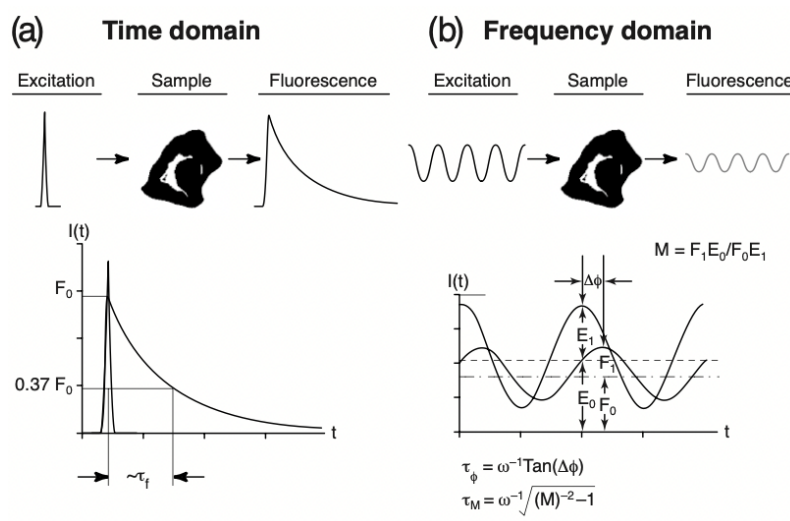 (a) Time domain
Excitation Sample Fluorescence
I(t)
F₀
0.37 F₀
t
~τf
(b) Frequency domain
Excitation Sample Fluorescence
M = F₁E₀/F₀E₁
I(t)
Δϕ
E₁
F₁
E₀ F₀
t
τϕ = ω⁻¹Tan(Δϕ)
τM = ω⁻¹√(M)⁻²−1